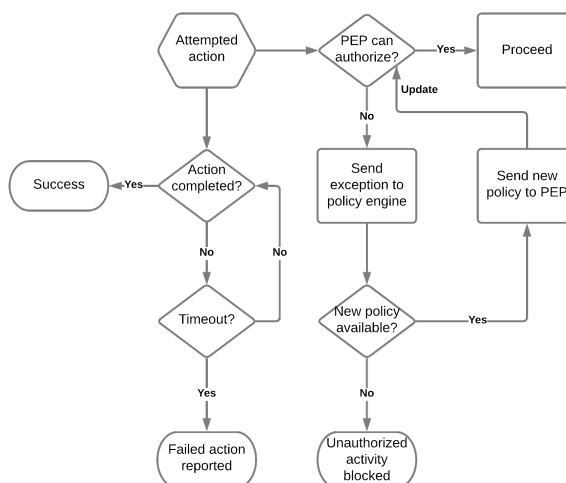 Attempted
action
PEP can
authorize?
Yes
Proceed
Update
No
Action
completed?
Yes
Success
Send
exception to
policy engine
Send new
policy to PEP
No
No
Timeout?
New policy
available?
Yes
Yes
No
Failed action
reported
Unauthorized
activity
blocked